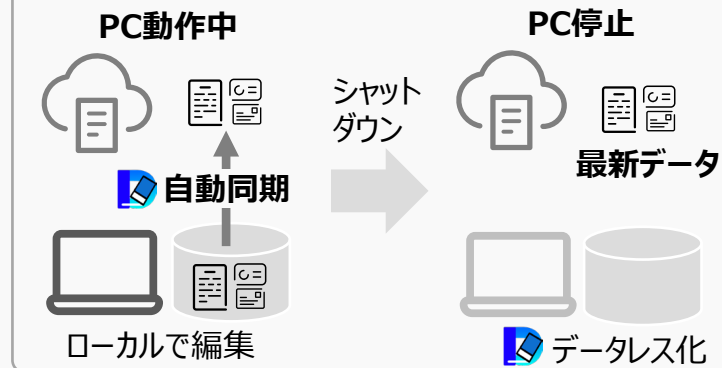 PC動作中
自動同期
ローカルで編集
シャット
ダウン
PC停止
最新データ
データレス化